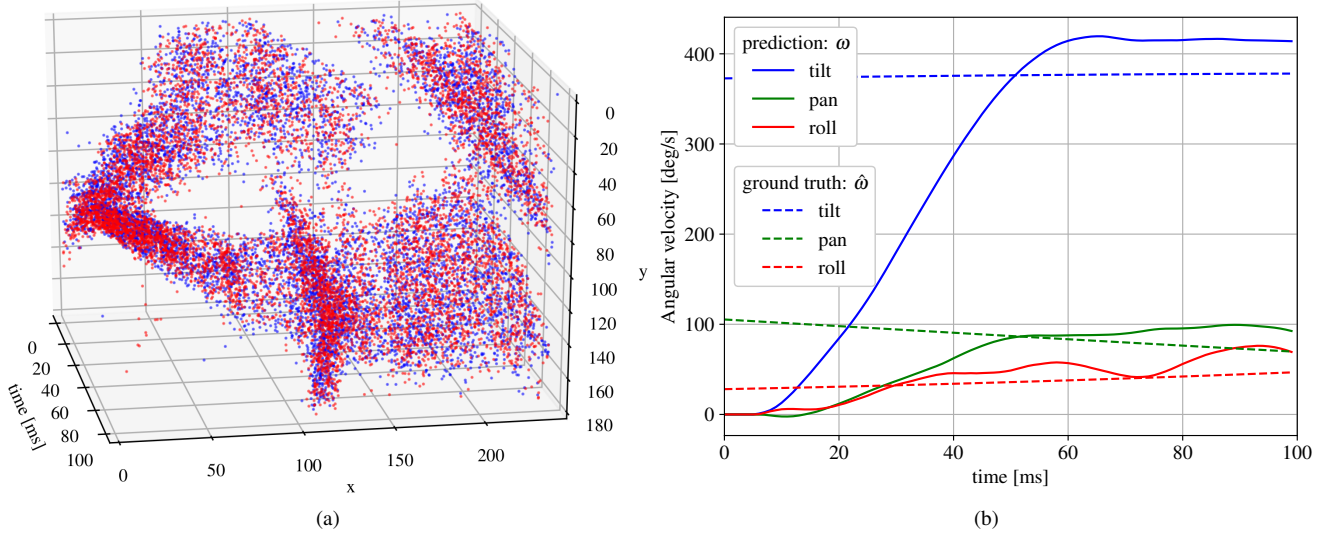 0
20
40
60
80
100
120
140
160
180
y
0
20
40
60
80
100
time [ms]
0
50
100
150
200
x
(a)
prediction: ω
tilt
pan
roll
ground truth: ω̂
tilt
pan
roll
Angular velocity [deg/s]
400
300
200
100
0
0
20
40
60
80
100
time [ms]
(b)